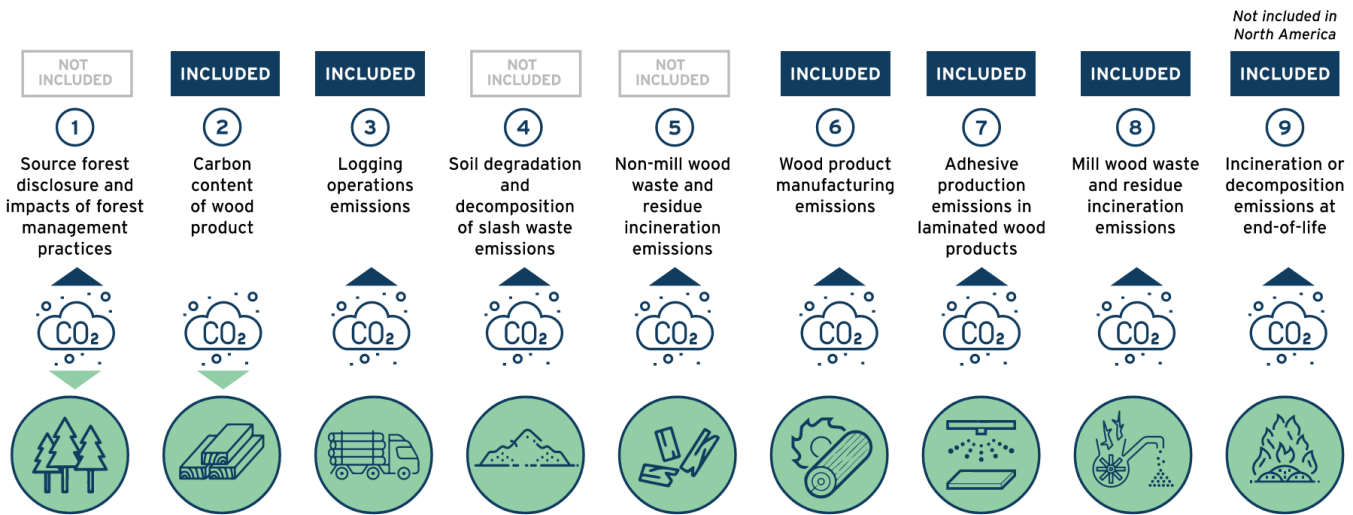 Not included in
North America
NOT
INCLUDED
INCLUDED
INCLUDED
NOT
INCLUDED
NOT
INCLUDED
INCLUDED
INCLUDED
INCLUDED
INCLUDED
1
Source forest
disclosure and
impacts of forest
management
practices
2
Carbon
content
of wood
product
3
Logging
operations
emissions
4
Soil degradation
and
decomposition
of slash waste
emissions
5
Non-mill wood
waste and
residue
incineration
emissions
6
Wood product
manufacturing
emissions
7
Adhesive
production
emissions in
laminated wood
products
8
Mill wood waste
and residue
incineration
emissions
9
Incineration or
decomposition
emissions at
end-of-life
CO₂
CO₂
CO₂
CO₂
CO₂
CO₂
CO₂
CO₂
CO₂